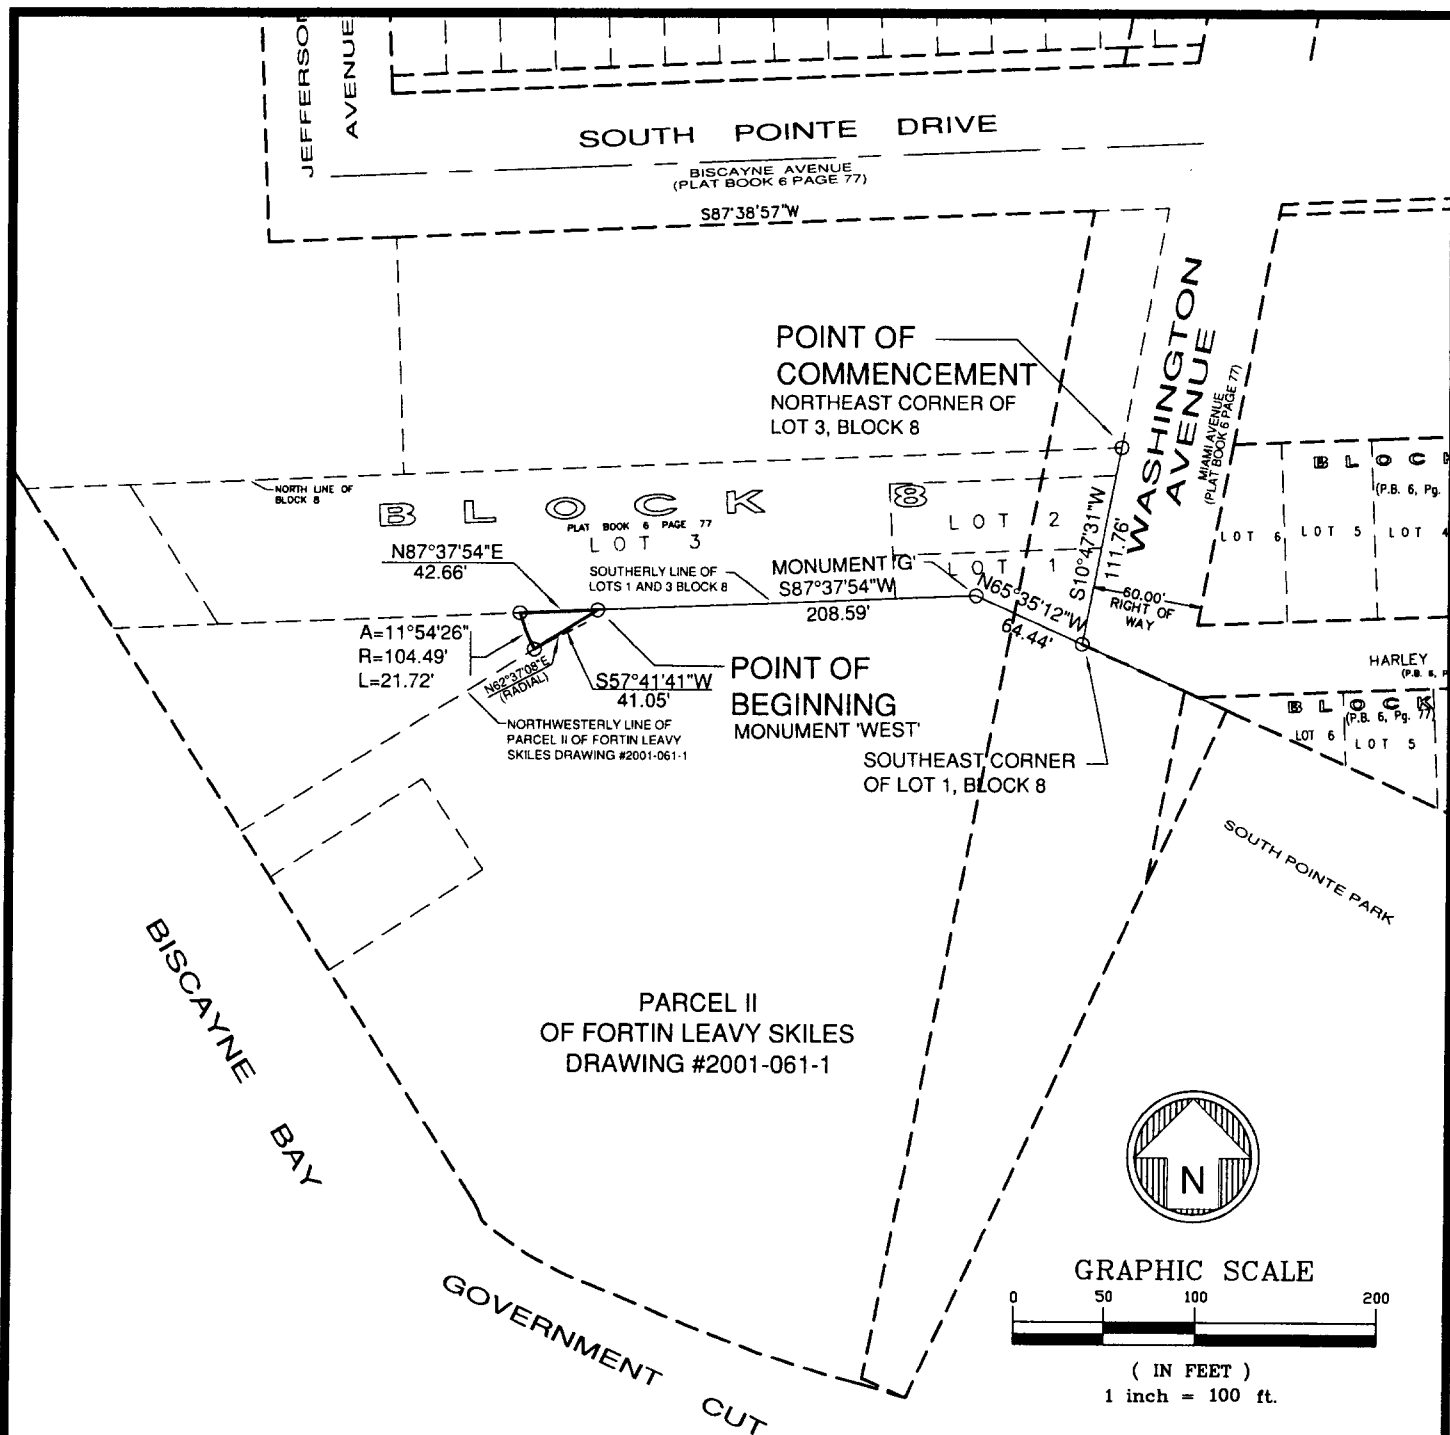 JEFFERSON
AVENUE
SOUTH POINTE DRIVE
BISCAYNE AVENUE
(PLAT BOOK 6 PAGE 77)
S87°38'57"W
POINT OF
COMMENCEMENT
NORTHEAST CORNER OF
LOT 3, BLOCK 8
WASHINGTON
AVENUE
MIAMI AVENUE
(PLAT BOOK 6 PAGE 77)
NORTH LINE OF
BLOCK 8
BLOCK 8
PLAT BOOK 6 PAGE 77
LOT 3
LOT 2
LOT 1
S10°47'31"W
111.76'
60.00'
RIGHT OF
WAY
BLOCK
(P.B. 6, Pg.
LOT 6
LOT 5
LOT 4
N87°37'54"E
42.66'
SOUTHERLY LINE OF
LOTS 1 AND 3 BLOCK 8
MONUMENT 'G'
S87°37'54"W
208.59'
N65°35'12"W
64.44'
A=11°54'26"
R=104.49'
L=21.72'
N62°37'08"E
(RADIAL)
S57°41'41"W
41.05'
POINT OF
BEGINNING
MONUMENT 'WEST'
NORTHWESTERLY LINE OF
PARCEL II OF FORTIN LEAVY
SKILES DRAWING #2001-061-1
SOUTHEAST CORNER
OF LOT 1, BLOCK 8
HARLEY
(P.B. 6, P
BLOCK
(P.B. 6, Pg. 77)
LOT 6
LOT 5
SOUTH POINTE PARK
BISCAYNE BAY
PARCEL II
OF FORTIN LEAVY SKILES
DRAWING #2001-061-1
N
GOVERNMENT CUT
GRAPHIC SCALE
0 50 100 200
( IN FEET )
1 inch = 100 ft.